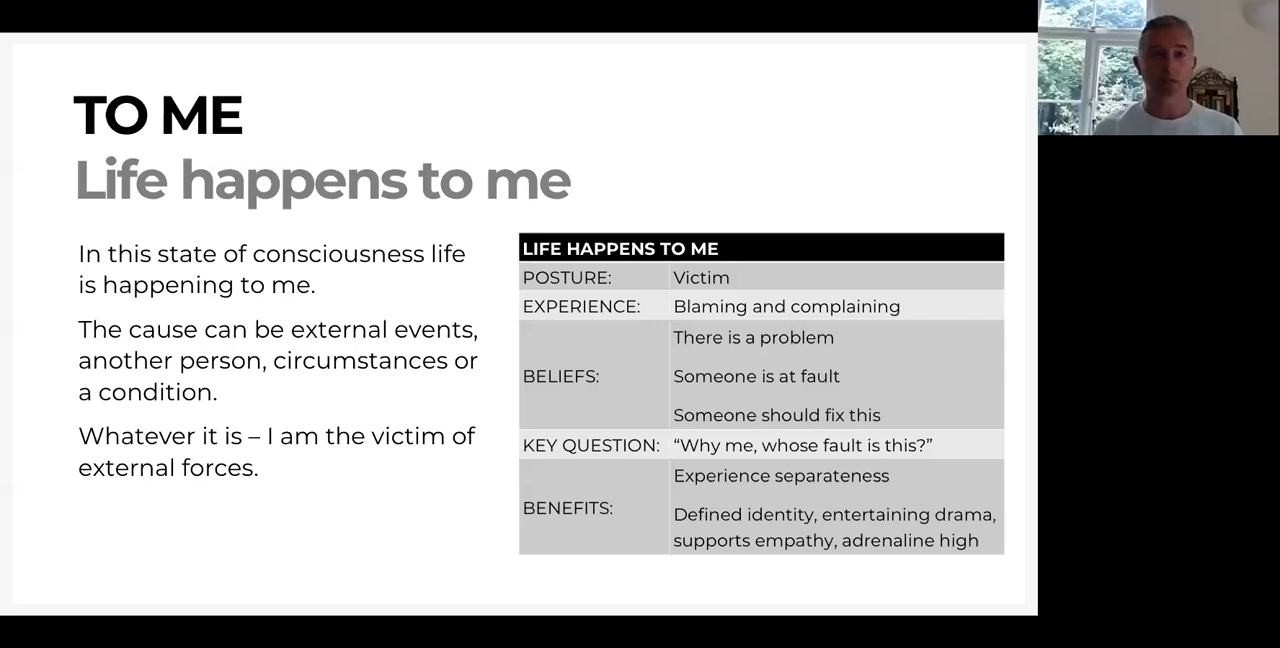 TO ME
Life happens to me
In this state of consciousness life
is happening to me.
The cause can be external events,
another person, circumstances or
a condition.
Whatever it is – I am the victim of
external forces.
LIFE HAPPENS TO ME
POSTURE: Victim
EXPERIENCE: Blaming and complaining
BELIEFS: There is a problem
Someone is at fault
Someone should fix this
KEY QUESTION: “Why me, whose fault is this?”
BENEFITS: Experience separateness
Defined identity, entertaining drama,
supports empathy, adrenaline high